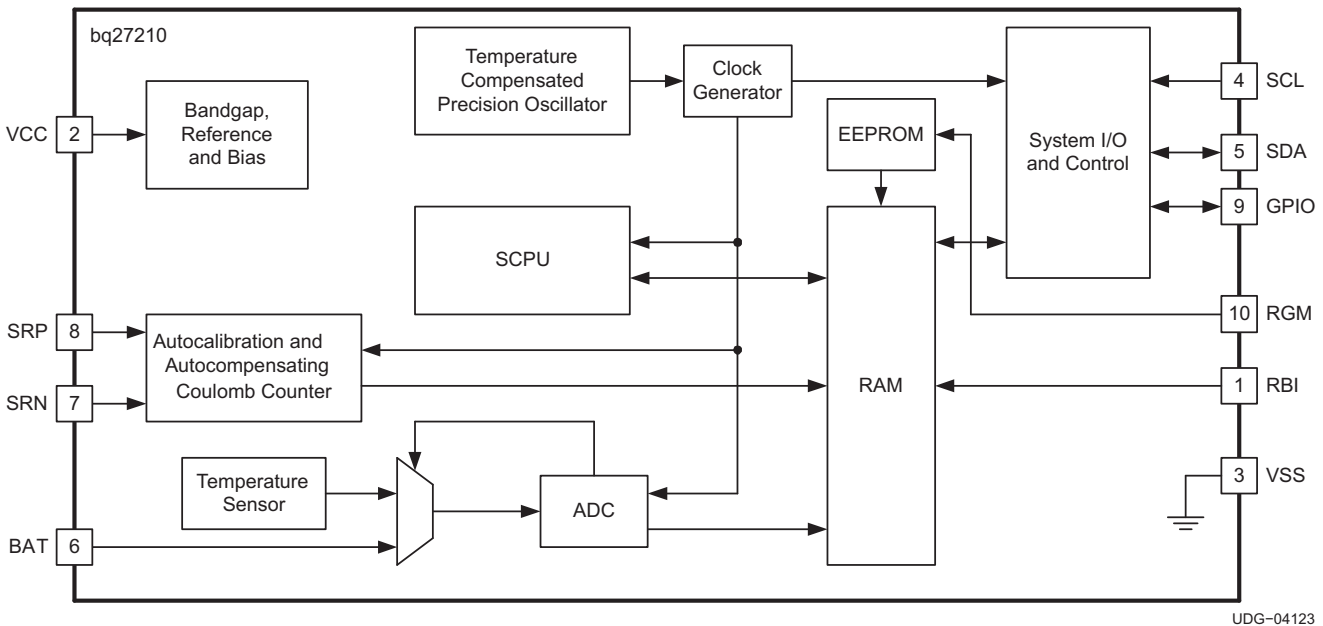 bq27210
Temperature
Compensated
Precision Oscillator
Clock
Generator
Bandgap,
Reference
and Bias
VCC 2
EEPROM
System I/O
and Control
4 SCL
5 SDA
9 GPIO
SCPU
SRP 8
SRN 7
Autocalibration and
Autocompensating
Coulomb Counter
RAM
10 RGM
1 RBI
Temperature
Sensor
ADC
3 VSS
BAT 6
UDG−04123